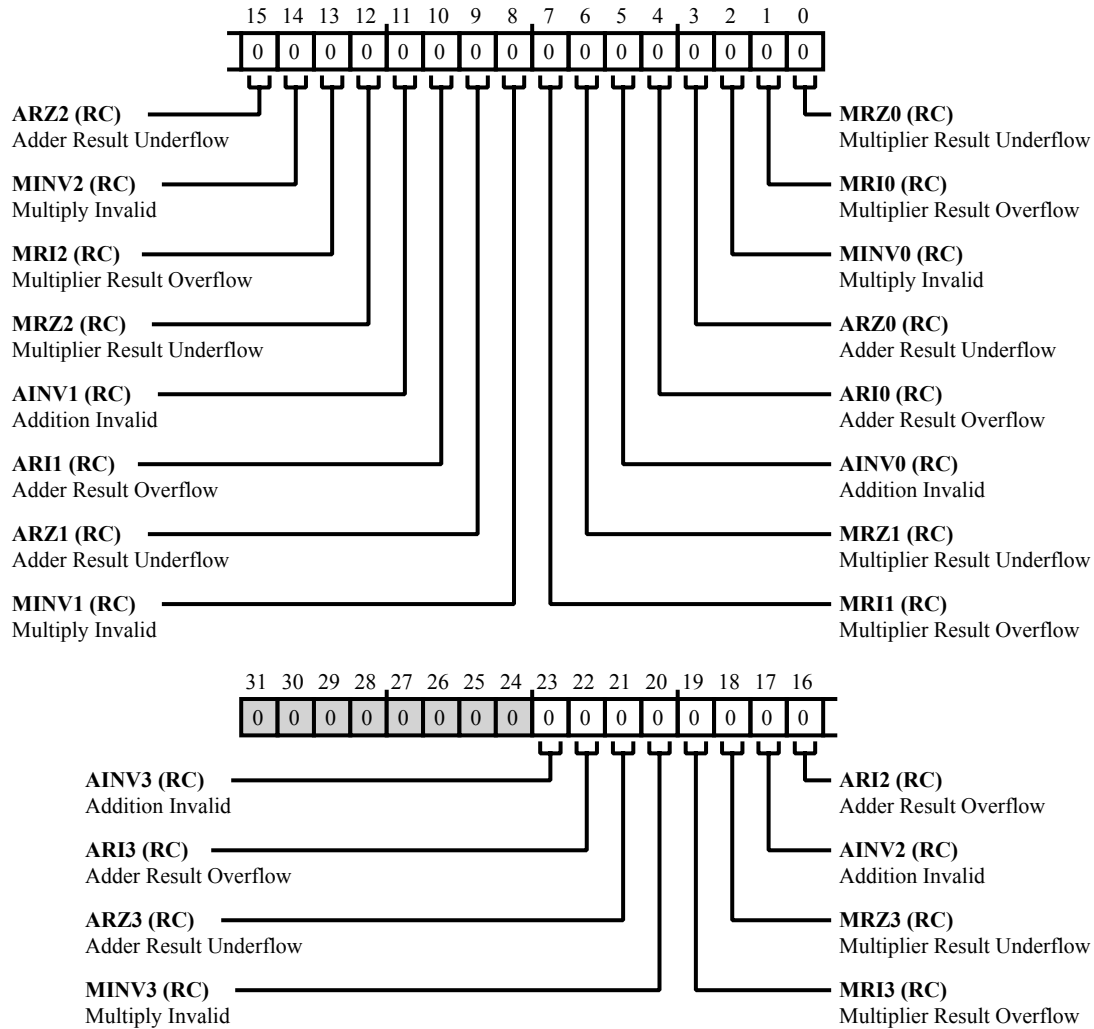 15 14 13 12 11 10 9 8 7 6 5 4 3 2 1 0
0 0 0 0 0 0 0 0 0 0 0 0 0 0 0 0
ARZ2 (RC)
Adder Result Underflow
MINV2 (RC)
Multiply Invalid
MRI2 (RC)
Multiplier Result Overflow
MRZ2 (RC)
Multiplier Result Underflow
AINV1 (RC)
Addition Invalid
ARI1 (RC)
Adder Result Overflow
ARZ1 (RC)
Adder Result Underflow
MINV1 (RC)
Multiply Invalid
MRZ0 (RC)
Multiplier Result Underflow
MRI0 (RC)
Multiplier Result Overflow
MINV0 (RC)
Multiply Invalid
ARZ0 (RC)
Adder Result Underflow
ARI0 (RC)
Adder Result Overflow
AINV0 (RC)
Addition Invalid
MRZ1 (RC)
Multiplier Result Underflow
MRI1 (RC)
Multiplier Result Overflow
31 30 29 28 27 26 25 24 23 22 21 20 19 18 17 16
0 0 0 0 0 0 0 0 0 0 0 0 0 0 0 0
AINV3 (RC)
Addition Invalid
ARI3 (RC)
Adder Result Overflow
ARZ3 (RC)
Adder Result Underflow
MINV3 (RC)
Multiply Invalid
ARI2 (RC)
Adder Result Overflow
AINV2 (RC)
Addition Invalid
MRZ3 (RC)
Multiplier Result Underflow
MRI3 (RC)
Multiplier Result Overflow